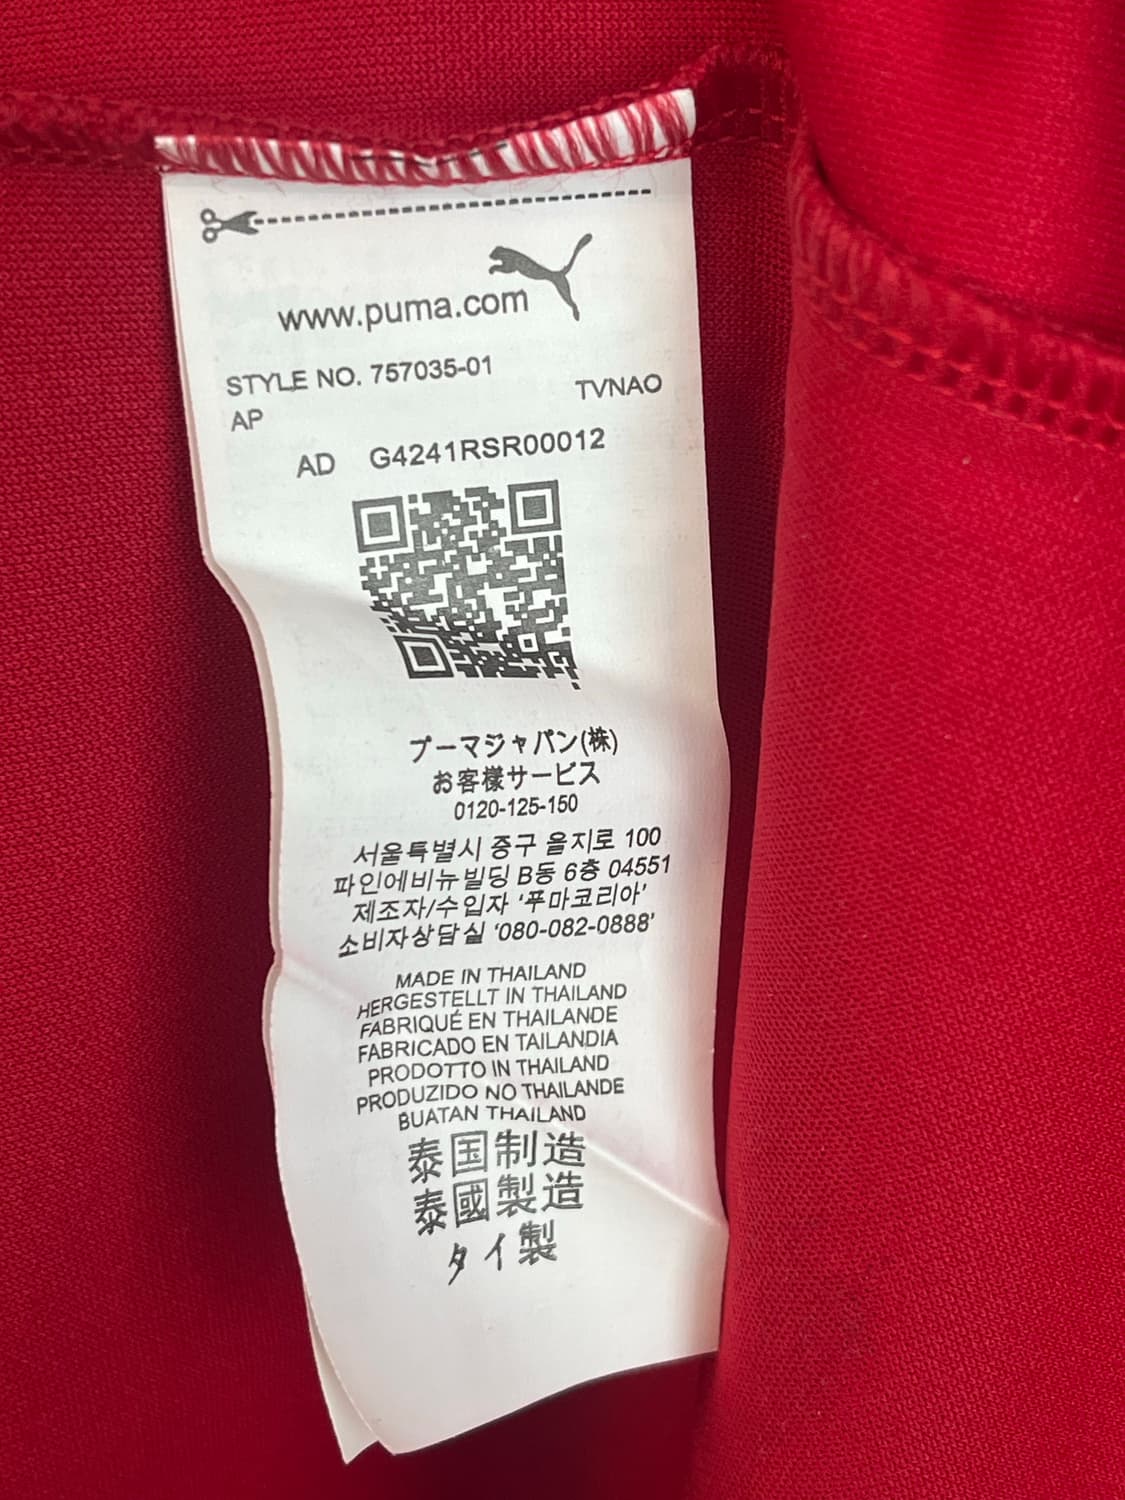 www.puma.com
STYLE NO. 757035-01
AP TVNAO
AD G4241RSR00012
プーマジャパン(株)
お客様サービス
0120-125-150
서울특별시 중구 을지로 100
파인에비뉴빌딩 B동 6층 04551
제조자/수입자 '푸마코리아'
소비자상담실 '080-082-0888'
MADE IN THAILAND
HERGESTELLT IN THAILAND
FABRIQUÉ EN THAILANDE
FABRICADO EN TAILANDIA
PRODOTTO IN THAILAND
PRODUZIDO NO THAILANDE
BUATAN THAILAND
泰国制造
泰國製造
タイ製